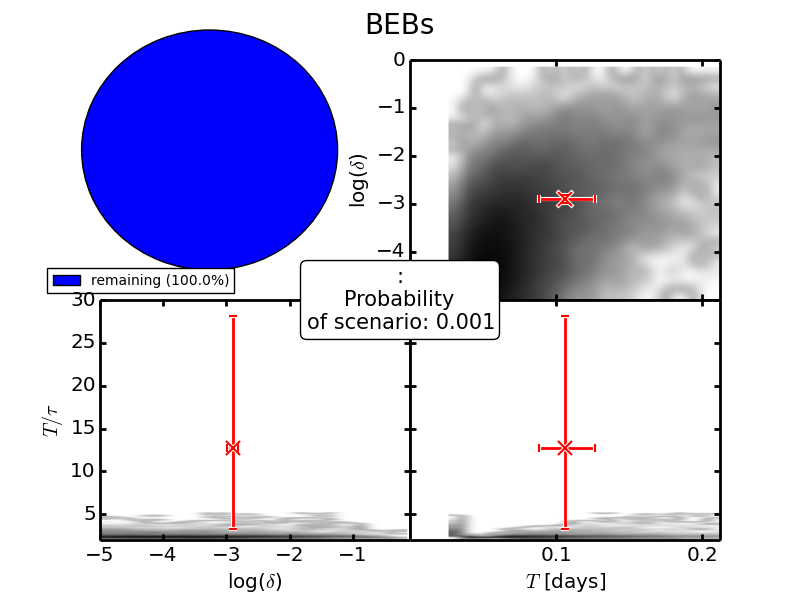 BEBs
remaining (100.0%)
:
Probability
of scenario: 0.001
log(δ)
0
−1
−2
−3
−4
T/τ
30
25
20
15
10
5
−5 −4 −3 −2 −1
log(δ)
0.1 0.2
T [days]